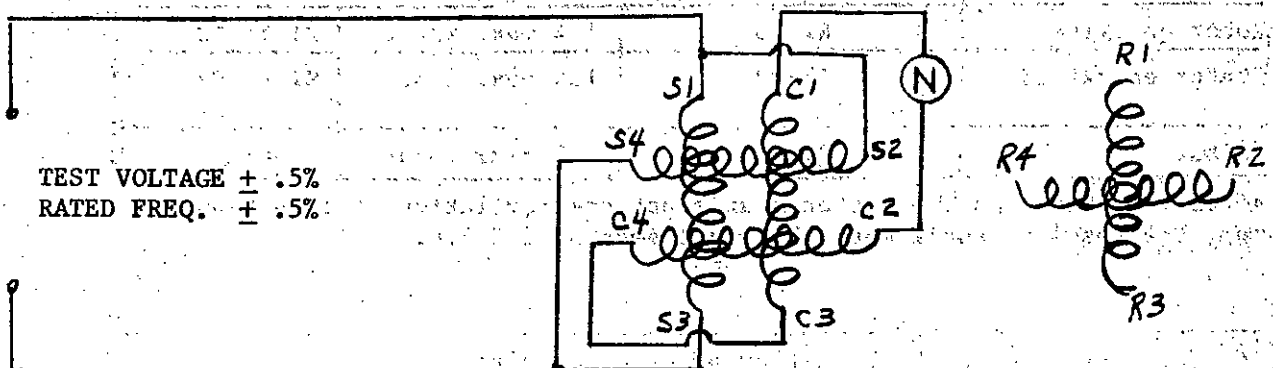 R1
N
S1 C1
S4 S2 R4 R2
TEST VOLTAGE ± .5%
RATED FREQ. ± .5%
C4 C2
S3 C3 R3